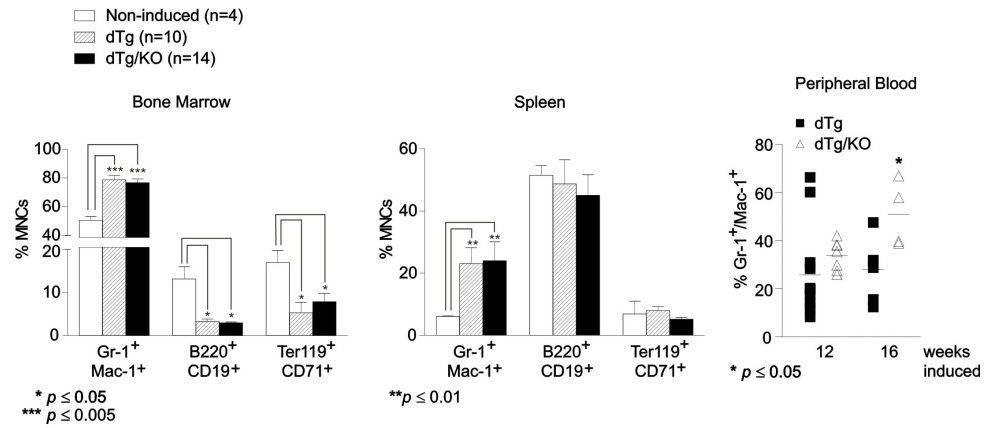 Non-induced (n=4)
dTg (n=10)
dTg/KO (n=14)
Bone Marrow
% MNCs
100
80
60
40
20
10
0
*** ***
* *
* *
Gr-1+ B220+ Ter119+
Mac-1+ CD19+ CD71+
* p ≤ 0.05
*** p ≤ 0.005
Spleen
% MNCs
60
40
20
0
** **
Gr-1+ B220+ Ter119+
Mac-1+ CD19+ CD71+
**p ≤ 0.01
Peripheral Blood
dTg
dTg/KO
% Gr-1+/Mac-1+
80
60
40
20
0
*
12 16 weeks
induced
* p ≤ 0.05